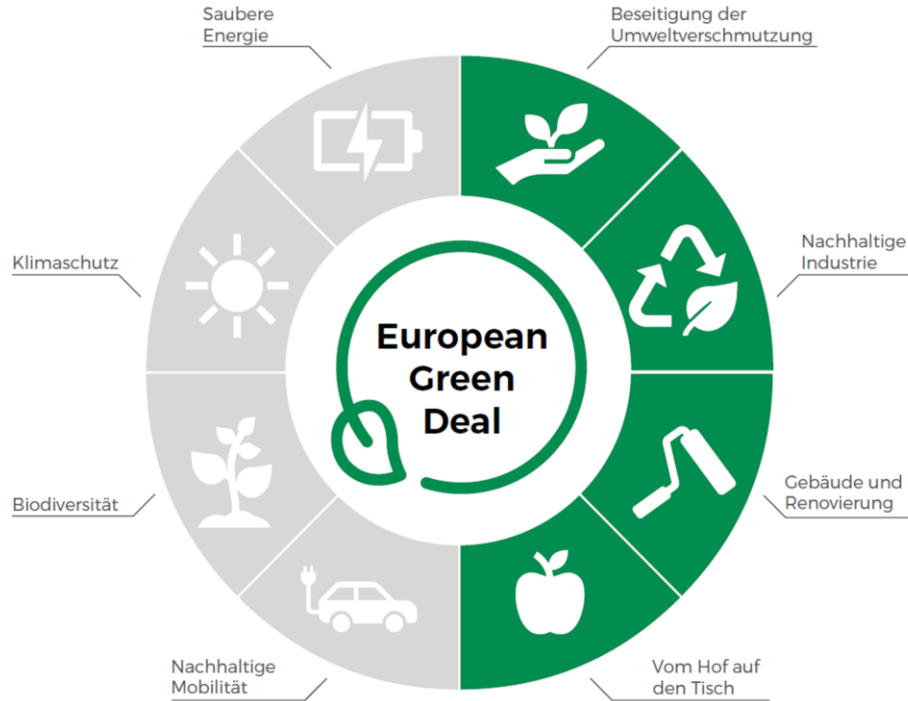 Saubere
Energie
Beseitigung der
Umweltverschmutzung
Klimaschutz
Nachhaltige
Industrie
European
Green
Deal
Biodiversität
Gebäude und
Renovierung
Nachhaltige
Mobilität
Vom Hof auf
den Tisch